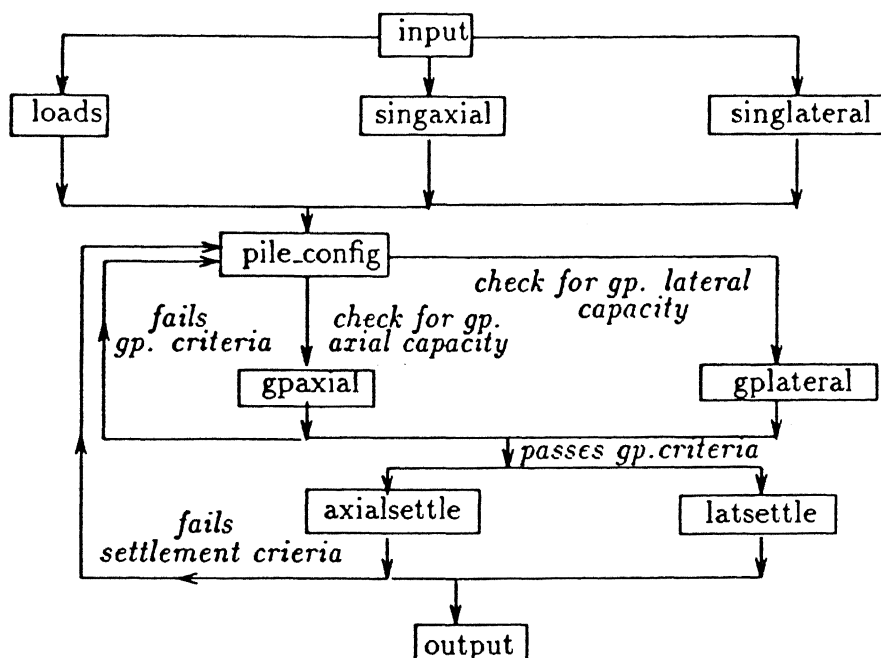 input
loads
singaxial
singlateral
pile_config
check for gp. lateral
capacity
fails
gp. criteria
check for gp.
axial capacity
gpaxial
gplateral
passes gp.criteria
axialsettle
latsettle
fails
settlement crieria
output